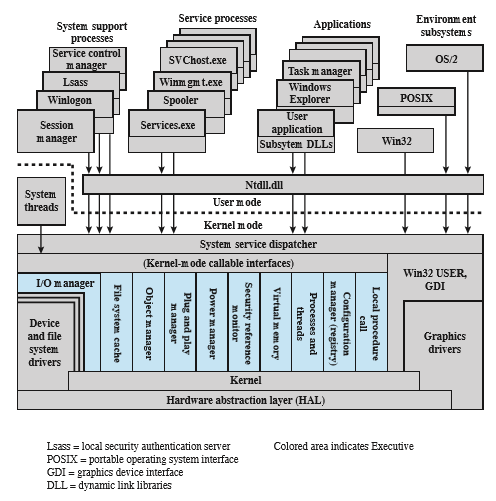 System support
processes
Service processes
Applications
Environment
subsystems
Service control
manager
Lsass
Winlogon
Session
manager
SVChost.exe
Winmgmt.exe
Spooler
Services.exe
Task manager
Windows
Explorer
User
application
Subsytem DLLs
OS/2
POSIX
Win32
System
threads
Ntdll.dll
User mode
Kernel mode
System service dispatcher
(Kernel-mode callable interfaces)
I/O manager
Device
and file
system
drivers
File system cache
Object manager
Plug and play
manager
Power manager
Security reference
monitor
Virtual memory
Processes and
threads
Configuration
manager (registry)
Local procedure
call
Win32 USER,
GDI
Graphics
drivers
Kernel
Hardware abstraction layer (HAL)
Lsass = local security authentication server
POSIX = portable operating system interface
GDI = graphics device interface
DLL = dynamic link libraries
Colored area indicates Executive